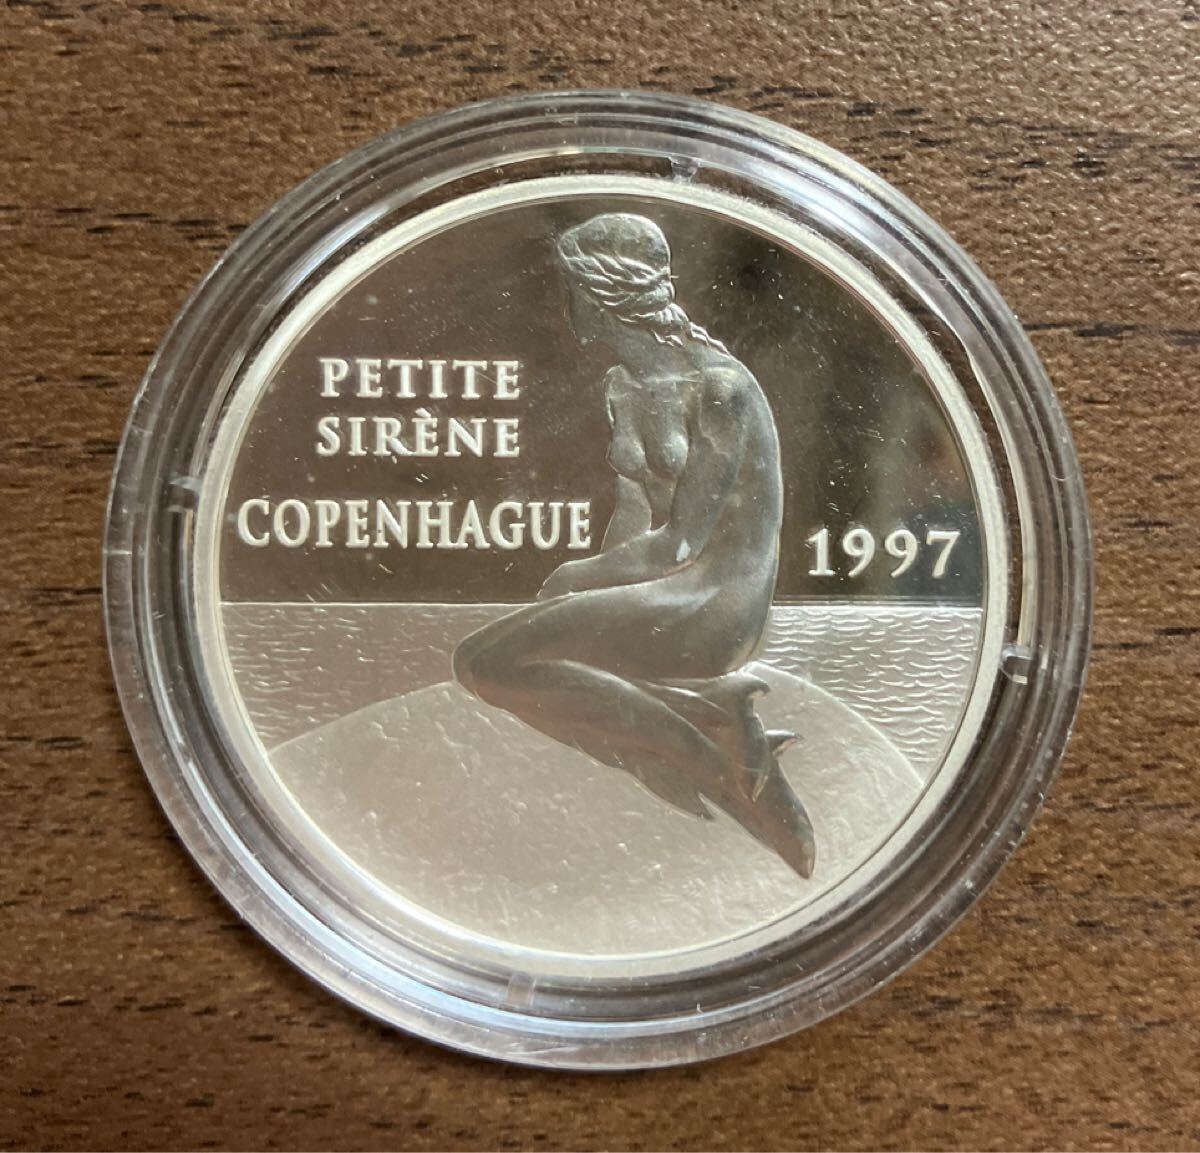 PETITE
SIRÈNE
COPENHAGUE
1997